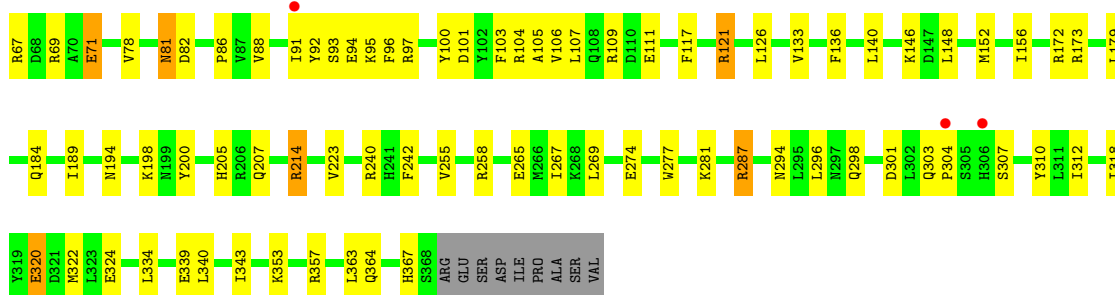 R67 D68 R69 A70 E71 V78 N81 D82 P86 V87 V88 I91 Y92 S93 E94 K95 F96 R97 Y100 D101 Y102 F103 R104 A105 V106 L107 Q108 R109 D110 E111 F117 R121 L126 V133 F136 L140 K146 D147 L148 M152 I156 R172 R173
Q184 I189 N194 K198 N199 Y200 H205 R206 Q207 R214 V223 R240 H241 F242 V255 R258 E265 M266 I267 K268 L269 E274 W277 K281 R287 N294 L295 L296 N297 Q298 D301 L302 Q303 P304 S305 H306 S307 Y310 L311 I312
Y319 E320 D321 M322 L323 E324 L334 E339 L340 I343 K353 R357 L363 Q364 H367 S368 ARG GLU SER ASP ILE PRO ALA SER VAL